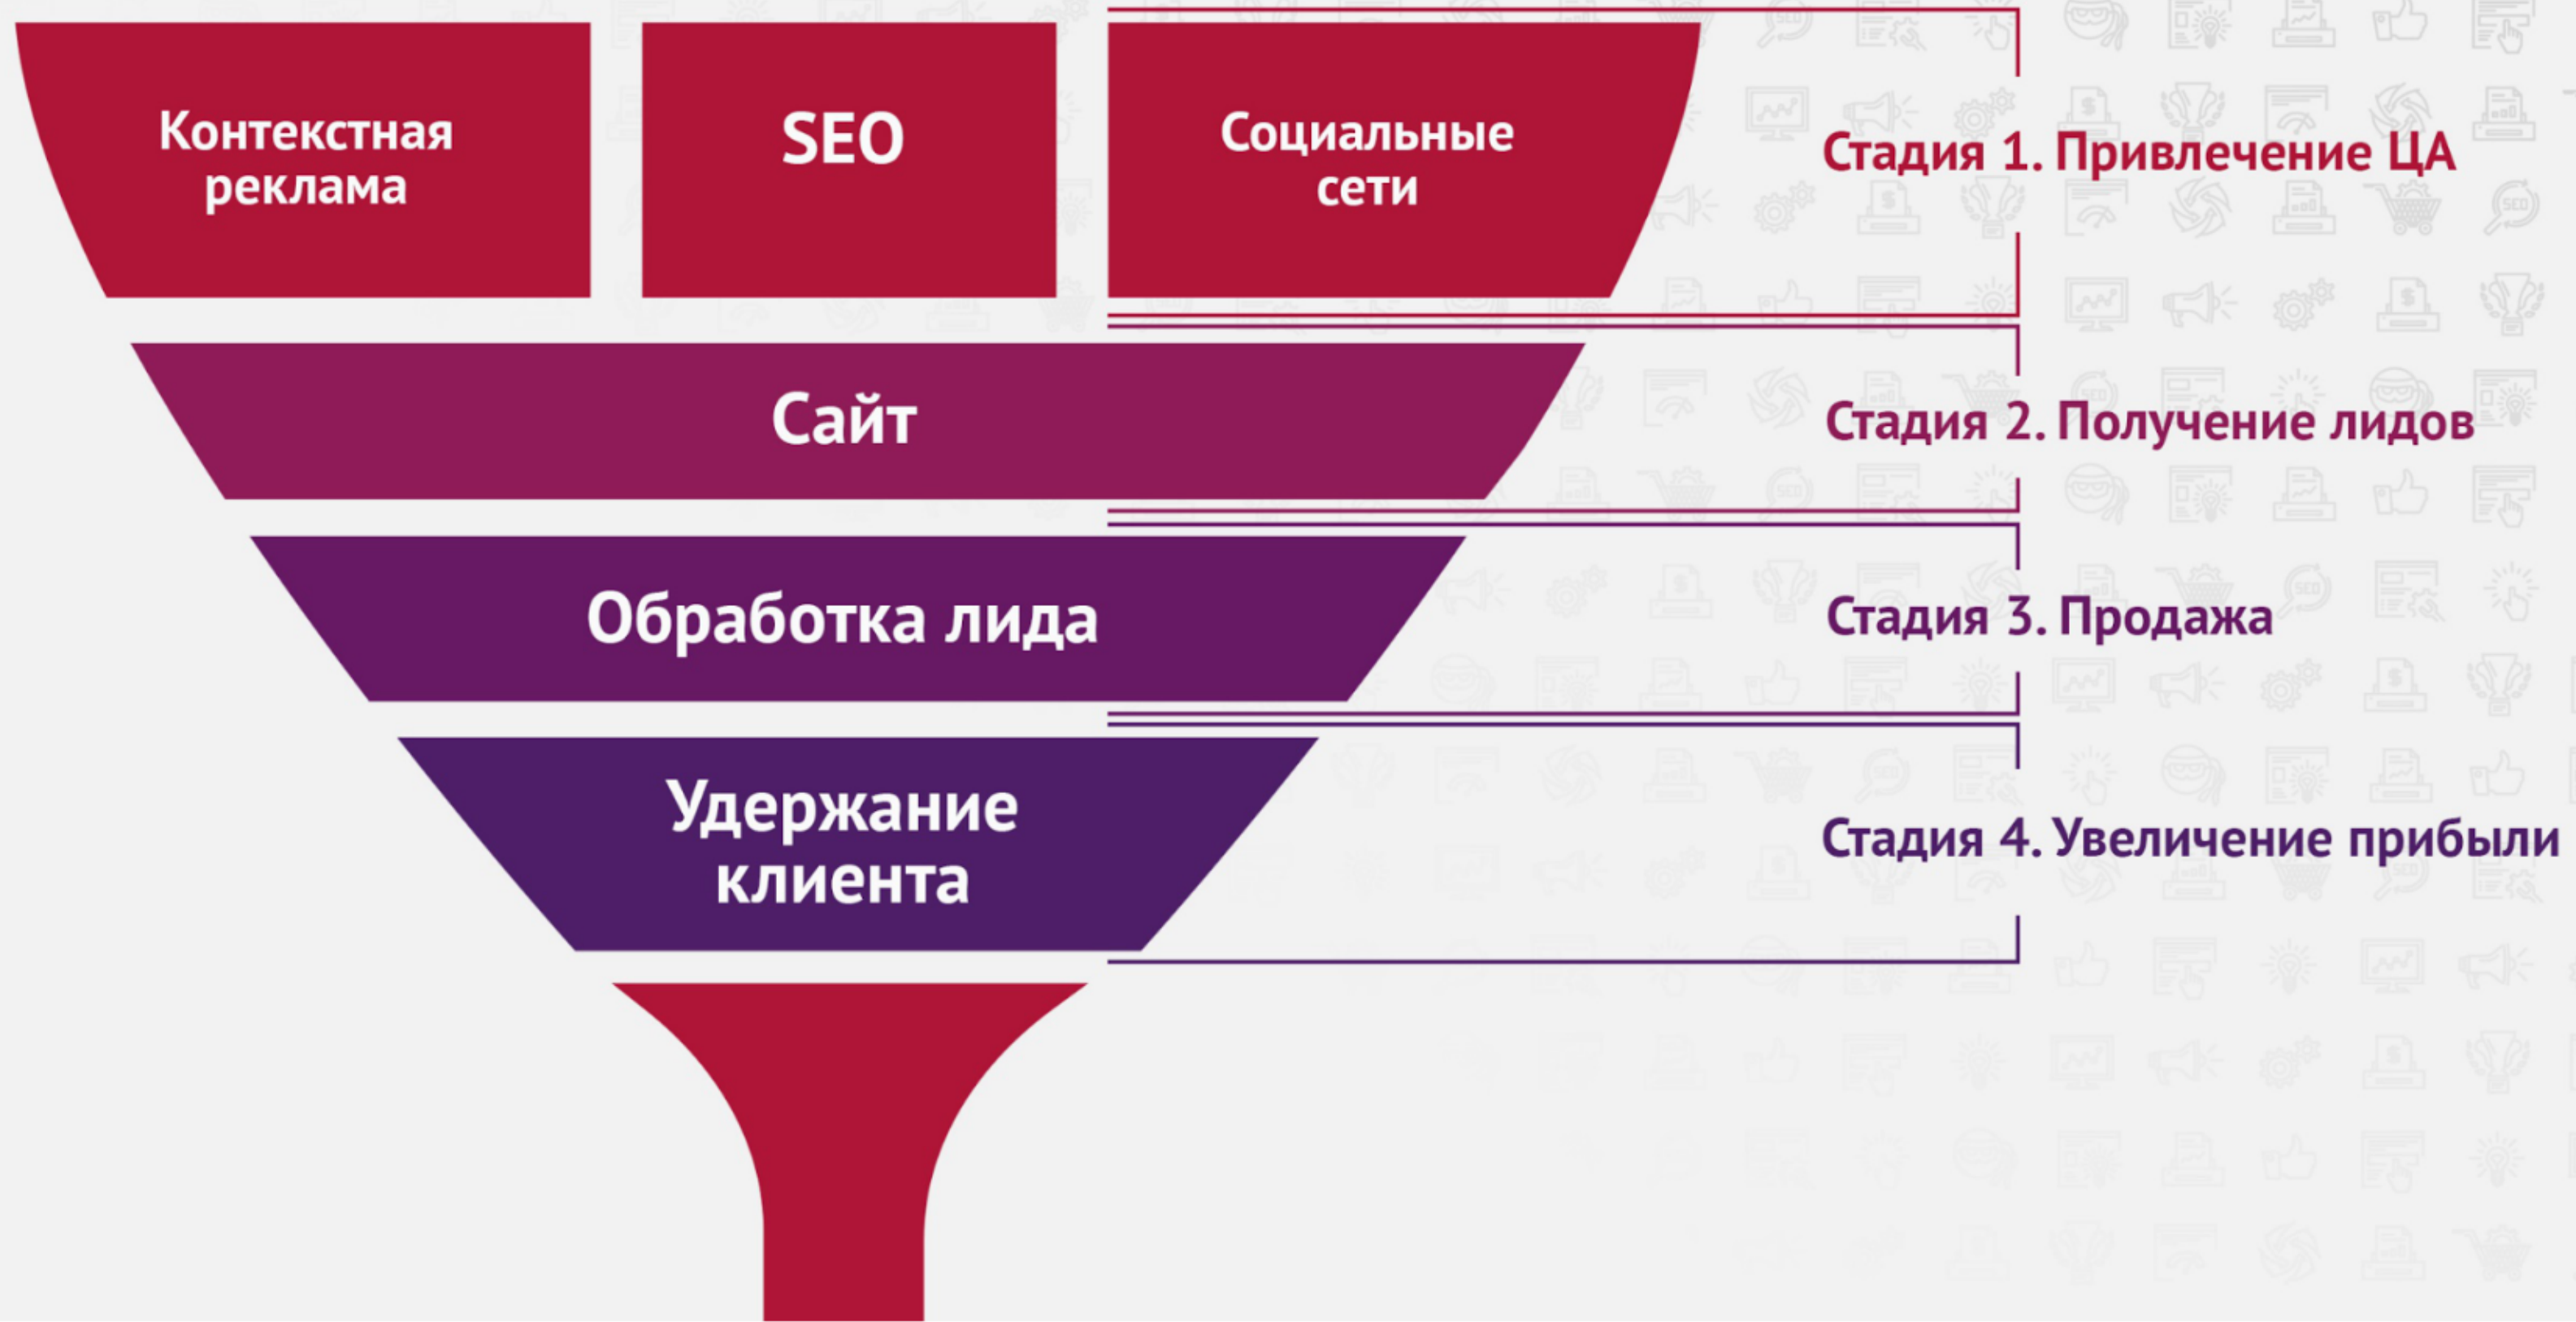 Контекстная
реклама
SEO
Социальные
сети
Стадия 1. Привлечение ЦА
Сайт
Стадия 2. Получение лидов
Обработка лида
Стадия 3. Продажа
Удержание
клиента
Стадия 4. Увеличение прибыли